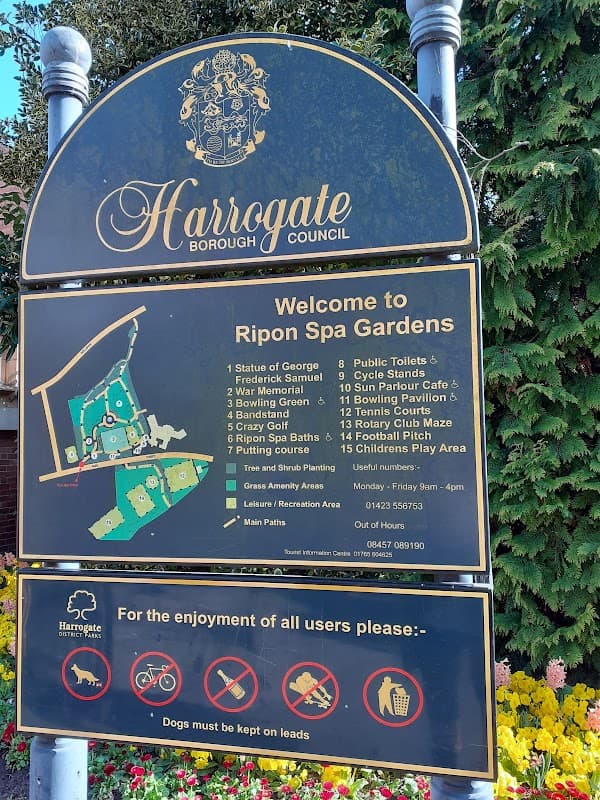 Harrogate
BOROUGH COUNCIL
Welcome to
Ripon Spa Gardens
1 Statue of George
Frederick Samuel
2 War Memorial
3 Bowling Green
4 Bandstand
5 Crazy Golf
6 Ripon Spa Baths
7 Putting course
8 Public Toilets
9 Cycle Stands
10 Sun Parlour Cafe
11 Bowling Pavilion
12 Tennis Courts
13 Rotary Club Maze
14 Football Pitch
15 Childrens Play Area
Tree and Shrub Planting
Grass Amenity Areas
Leisure / Recreation Area
Main Paths
Useful numbers:-
Monday - Friday 9am - 4pm
01423 556753
Out of Hours
08457 089190
Tourist Information Centre 01765 604625
Harrogate
DISTRICT PARKS
For the enjoyment of all users please:-
Dogs must be kept on leads